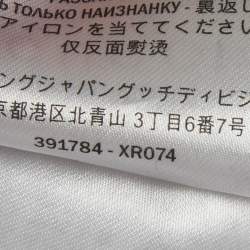 ТОЛЬКО НАИЗНАНКУ - 裏返し
アイロンを当ててください
仅反面熨烫
ングジャパングッチディビジ
京都港区北青山 3丁目6番7号
391784 - XR074